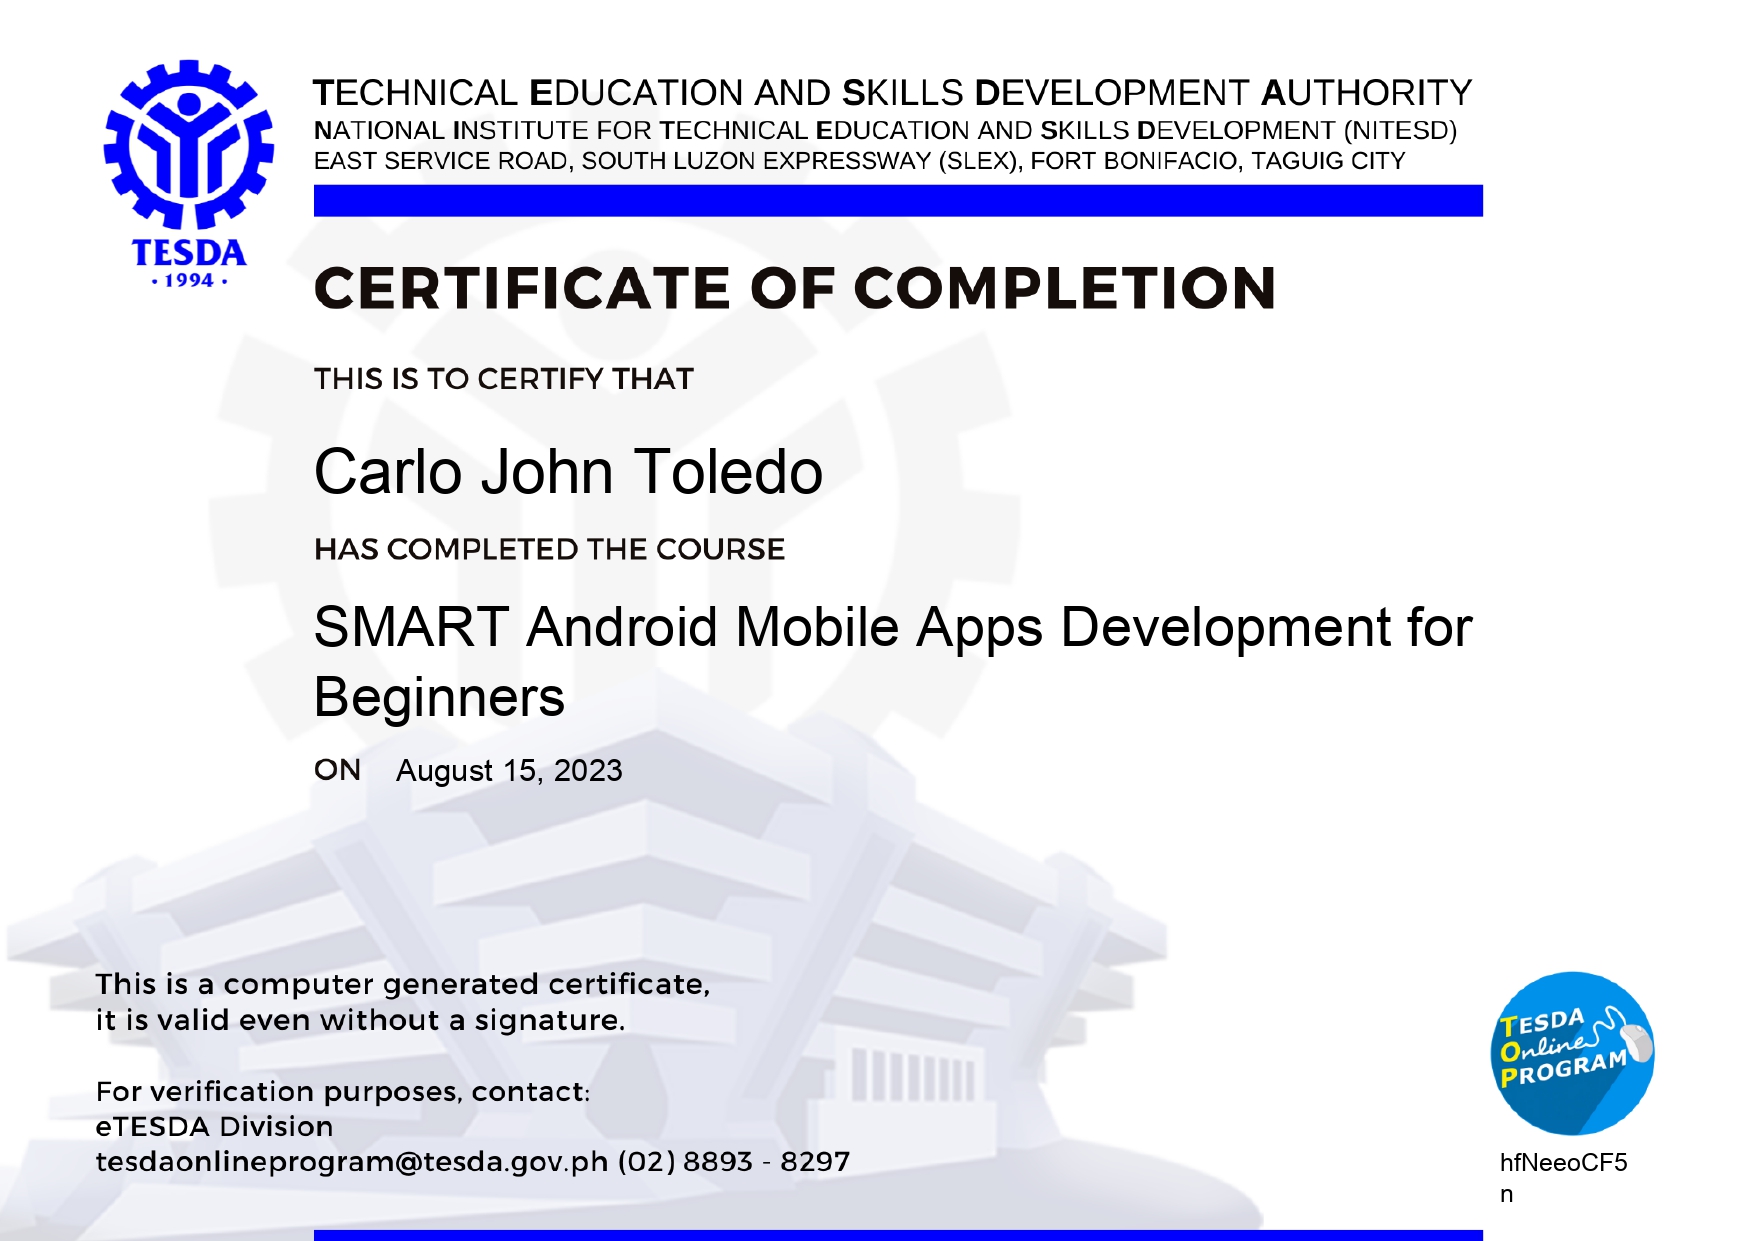 TECHNICAL EDUCATION AND SKILLS DEVELOPMENT AUTHORITY
NATIONAL INSTITUTE FOR TECHNICAL EDUCATION AND SKILLS DEVELOPMENT (NITESD)
EAST SERVICE ROAD, SOUTH LUZON EXPRESSWAY (SLEX), FORT BONIFACIO, TAGUIG CITY
TESDA
· 1994 ·
CERTIFICATE OF COMPLETION
THIS IS TO CERTIFY THAT
Carlo John Toledo
HAS COMPLETED THE COURSE
SMART Android Mobile Apps Development for
Beginners
ON August 15, 2023
This is a computer generated certificate,
it is valid even without a signature.
For verification purposes, contact:
eTESDA Division
tesdaonlineprogram@tesda.gov.ph (02) 8893 - 8297
TESDA
Online
PROGRAM
hfNeeoCF5
n